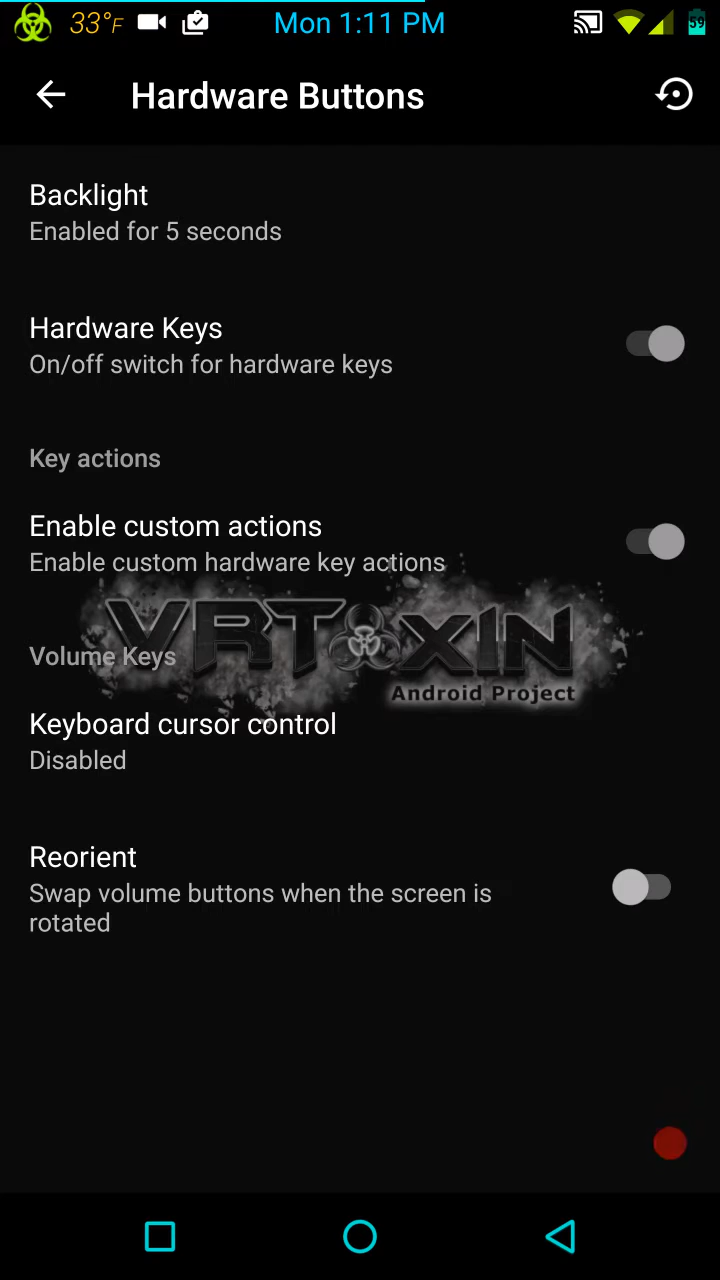 33°F
Mon 1:11 PM
59
Hardware Buttons
Backlight
Enabled for 5 seconds
Hardware Keys
On/off switch for hardware keys
Key actions
Enable custom actions
Enable custom hardware key actions
VRTOXIN
Volume Keys
Android Project
Keyboard cursor control
Disabled
Reorient
Swap volume buttons when the screen is
rotated